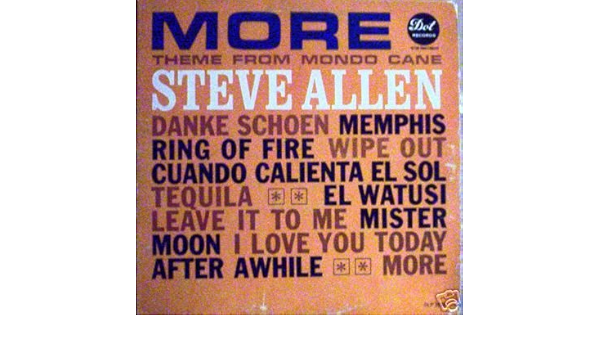 MORE
Dot
RECORDS
THEME FROM MONDO CANE
STEVE ALLEN
DANKE SCHOEN MEMPHIS
RING OF FIRE WIPE OUT
CUANDO CALIENTA EL SOL
TEQUILA ** EL WATUSI
LEAVE IT TO ME MISTER
MOON I LOVE YOU TODAY
AFTER AWHILE ** MORE